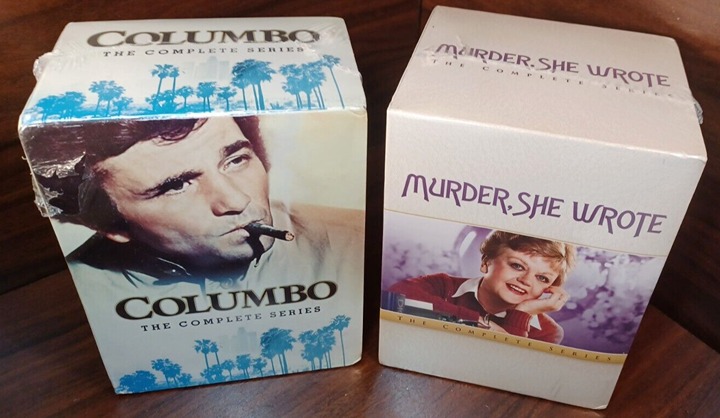 COLUMBO
THE COMPLETE SERIES
COLUMBO
THE COMPLETE SERIES
MURDER, SHE WROTE
THE COMPLETE SERIES
MURDER, SHE WROTE
THE COMPLETE SERIES